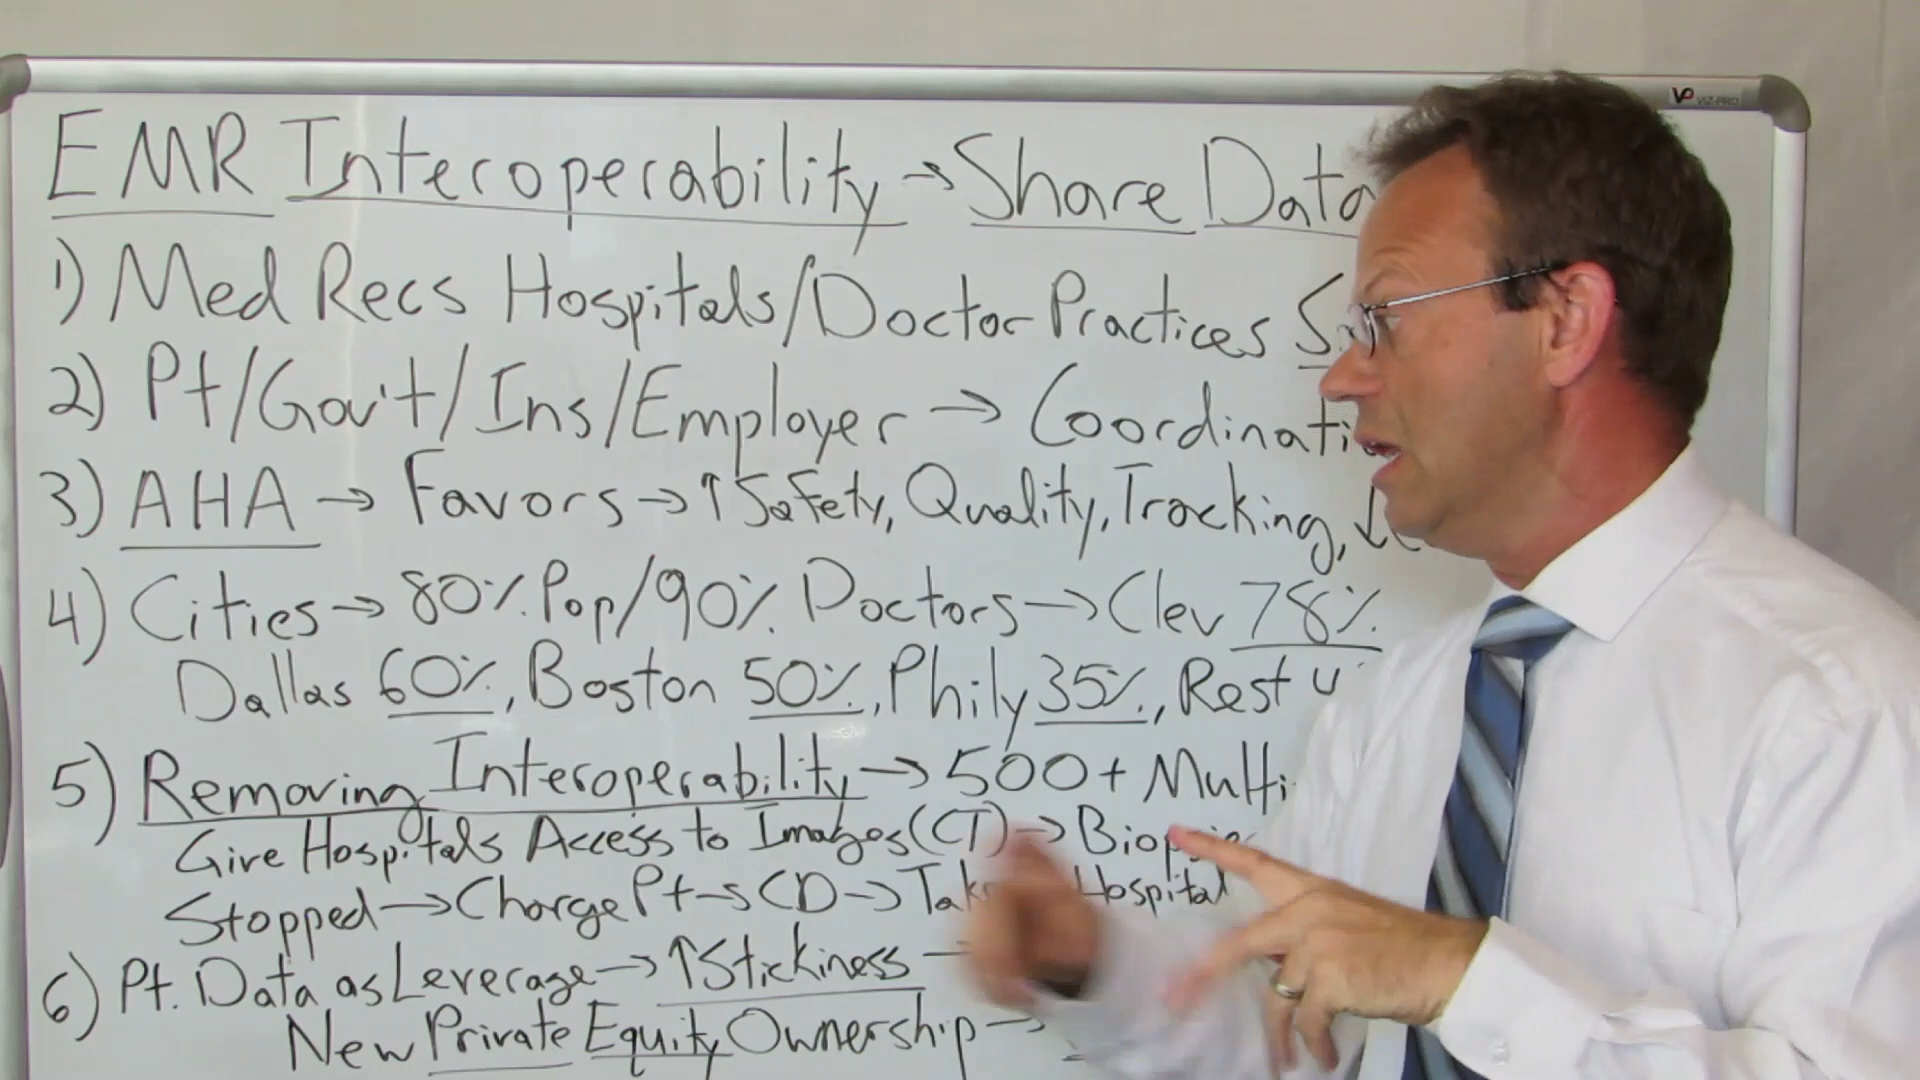 VP VIZ-PRO
EMR Interoperability → Share Data
1) Med Recs Hospitals/Doctor Practices
2) Pt/Gov't/Ins/Employer →
3) AHA → Favors → ↑Safety, Quality, Tracking, ↓
4) Cities → 80% Pop/90% Doctors → Clev 78%
Dallas 60%, Boston 50%, Phily 35%, Rest
5) Removing Interoperability → 500+ Multi
Give Hospitals Access to Images (CT) →
Stopped → Charge Pt → CD → Hospital
6) Pt. Data as Leverage → ↑Stickiness →
New Private Equity Ownership →